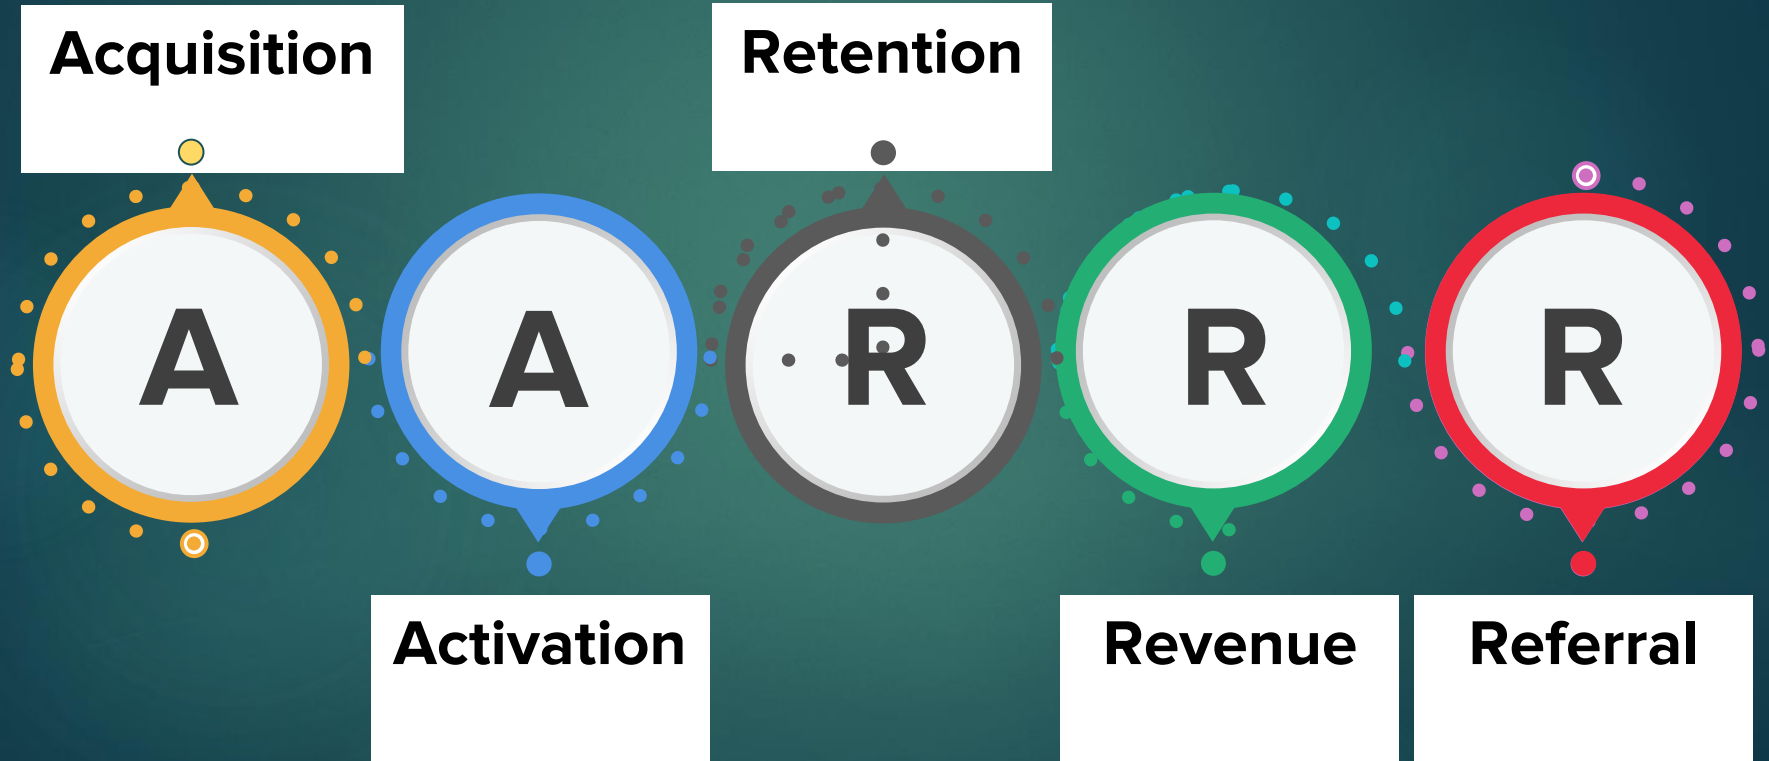 Acquisition
Retention
A
A
R
R
R
Activation
Revenue
Referral